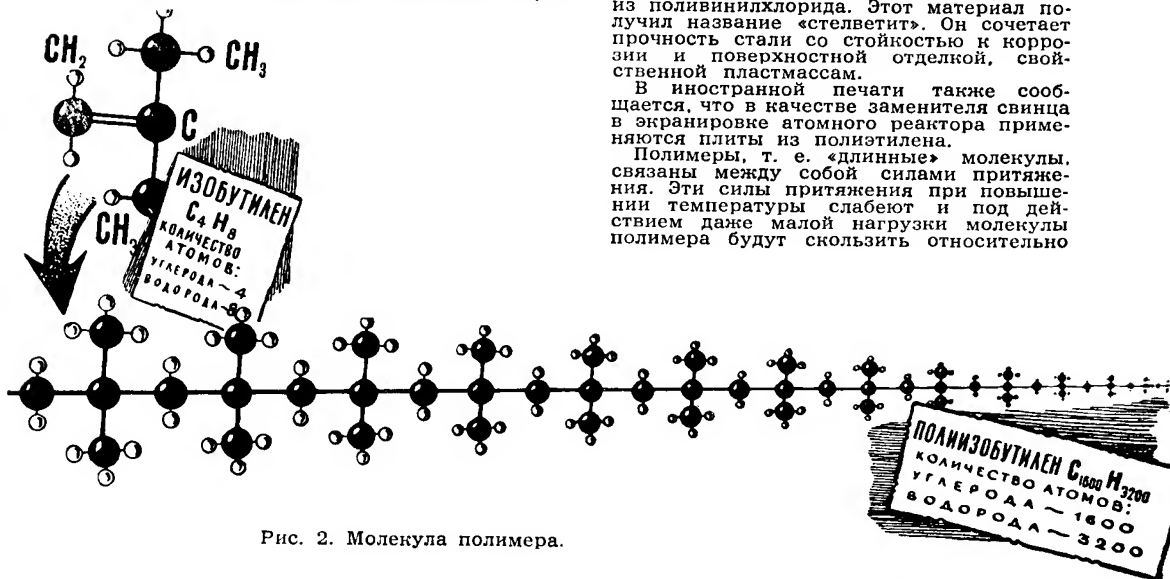 из поливинилхлорида. Этот материал по-
лучил название «стелветит». Он сочетает
прочность стали со стойкостью к корро-
зии и поверхностной отделкой, свой-
ственной пластмассам.
В иностранной печати также сооб-
щается, что в качестве заменителя свинца
в экранировке атомного реактора приме-
няются плиты из полиэтилена.
Полимеры, т. е. «длинные» молекулы,
связаны между собой силами притяже-
ния. Эти силы притяжения при повыше-
нии температуры слабеют и под дей-
ствием даже малой нагрузки молекулы
полимера будут скользить относительно
CH₂
CH₃
C
CH₃
ИЗОБУТИЛЕН
C₄H₈
КОЛИЧЕСТВО
АТОМОВ:
УГЛЕРОДА ~ 4
ВОДОРОДА ~ 8
ПОЛИИЗОБУТИЛЕН C₁₆₀₀H₃₂₀₀
КОЛИЧЕСТВО АТОМОВ:
УГЛЕРОДА ~ 1600
ВОДОРОДА ~ 3200
Рис. 2. Молекула полимера.